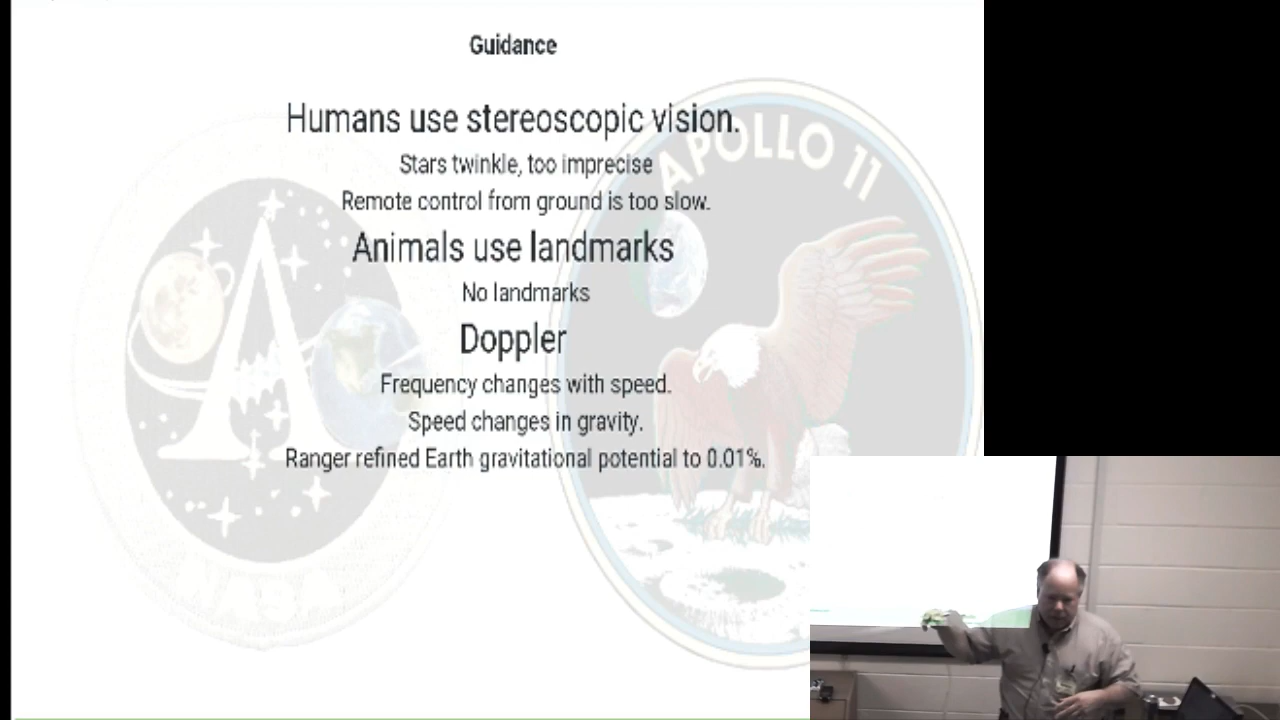 Guidance
Humans use stereoscopic vision.
Stars twinkle, too imprecise
Remote control from ground is too slow.
Animals use landmarks
No landmarks
Doppler
Frequency changes with speed.
Speed changes in gravity.
Ranger refined Earth gravitational potential to 0.01%.
APOLLO 11
NASA